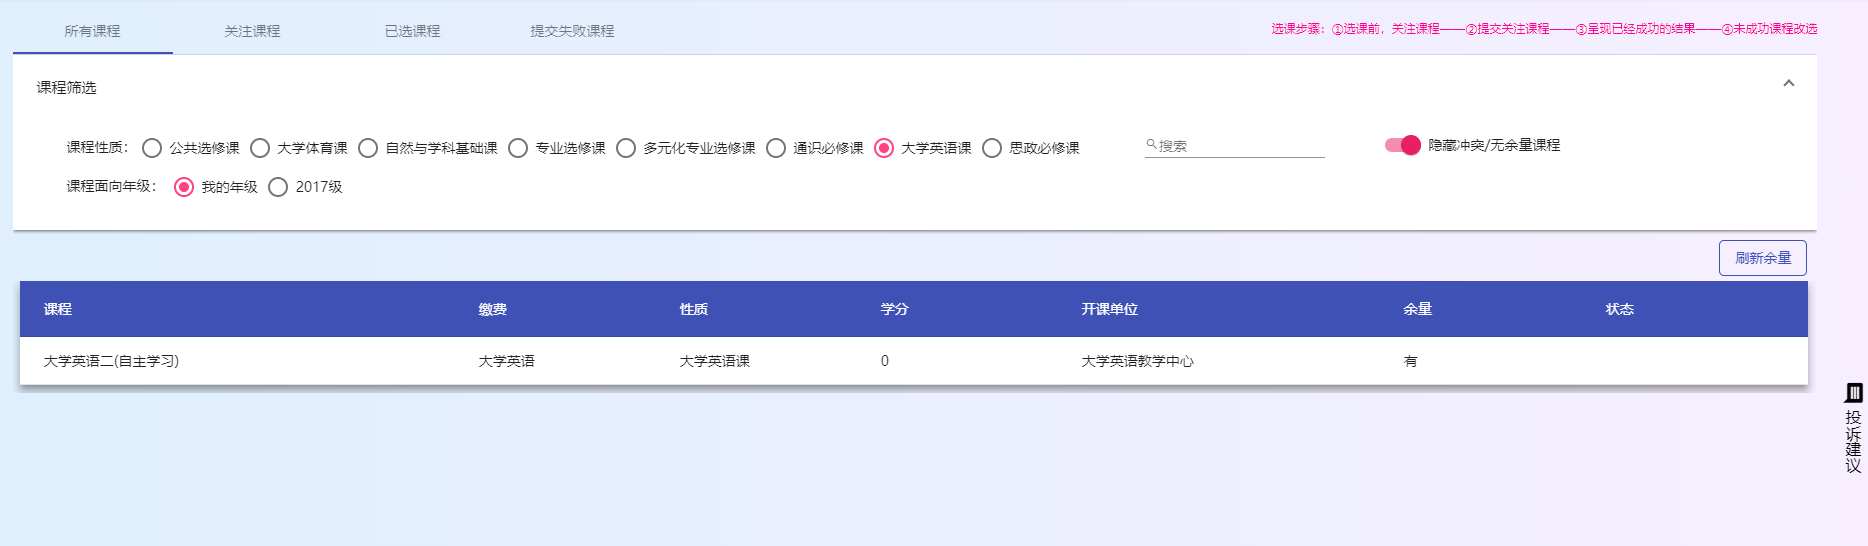 所有课程 关注课程 已选课程 提交失败课程 选课步骤：①选课前，关注课程——②提交关注课程——③呈现已经成功的结果——④未成功课程改选
课程筛选
课程性质： 公共选修课 大学体育课 自然与学科基础课 专业选修课 多元化专业选修课 通识必修课 大学英语课 思政必修课 搜索 隐藏冲突/无余量课程
课程面向年级： 我的年级 2017级
刷新余量
课程 缴费 性质 学分 开课单位 余量 状态
大学英语二(自主学习) 大学英语 大学英语课 0 大学英语教学中心 有
投诉建议